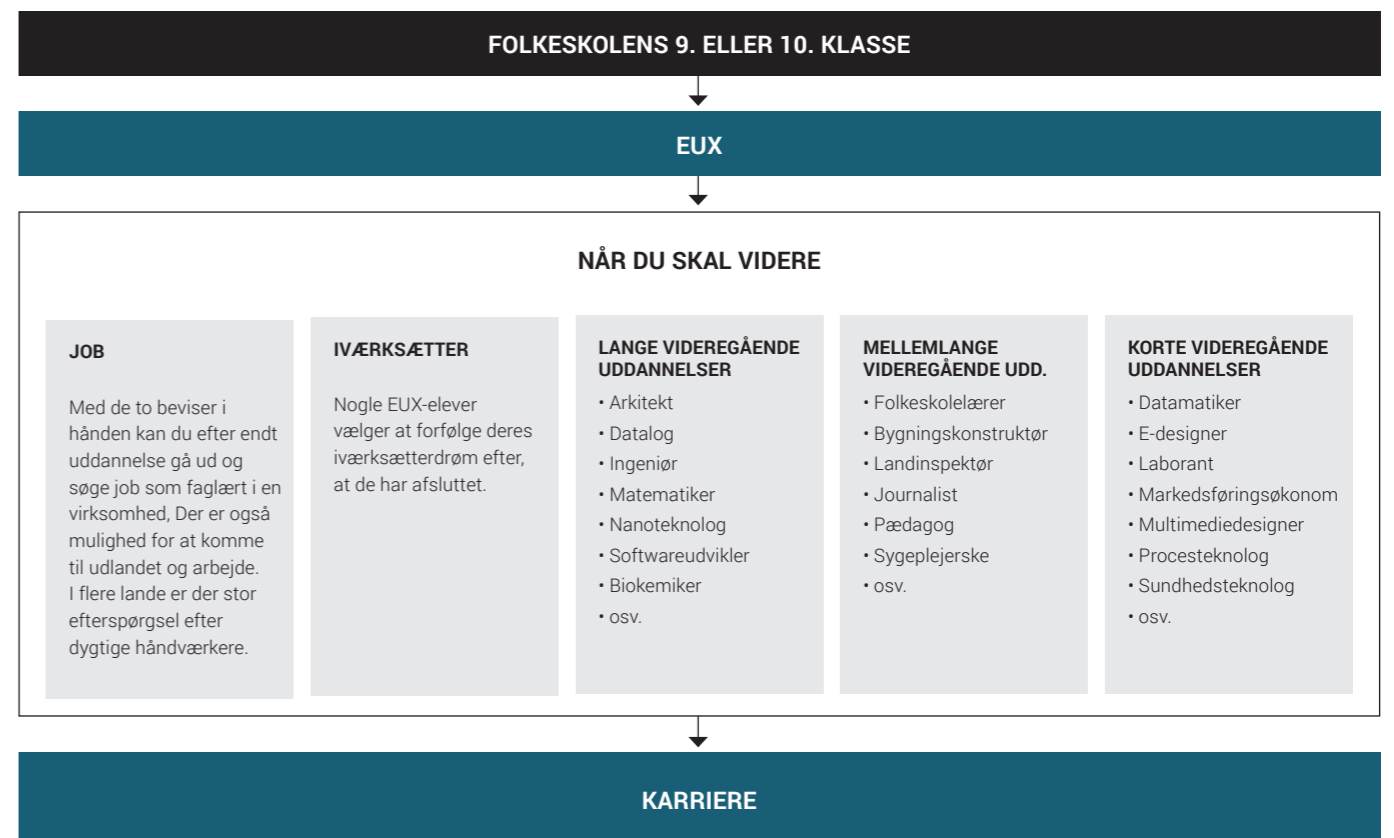 FOLKESKOLENS 9. ELLER 10. KLASSE
EUX
NÅR DU SKAL VIDERE
JOB
Med de to beviser i
hånden kan du efter endt
uddannelse gå ud og
søge job som faglært i en
virksomhed, Der er også
mulighed for at komme
til udlandet og arbejde.
I flere lande er der stor
efterspørgsel efter
dygtige håndværkere.
IVÆRKSÆTTER
Nogle EUX-elever
vælger at forfølge deres
iværksætterdrøm efter,
at de har afsluttet.
LANGE VIDEREGÅENDE
UDDANNELSER
• Arkitekt
• Datalog
• Ingeniør
• Matematiker
• Nanoteknolog
• Softwareudvikler
• Biokemiker
• osv.
MELLEMLANGE
VIDEREGÅENDE UDD.
• Folkeskolelærer
• Bygningskonstruktør
• Landinspektør
• Journalist
• Pædagog
• Sygeplejerske
• osv.
KORTE VIDEREGÅENDE
UDDANNELSER
• Datamatiker
• E-designer
• Laborant
• Markedsføringsøkonom
• Multimediedesigner
• Procesteknolog
• Sundhedsteknolog
• osv.
KARRIERE